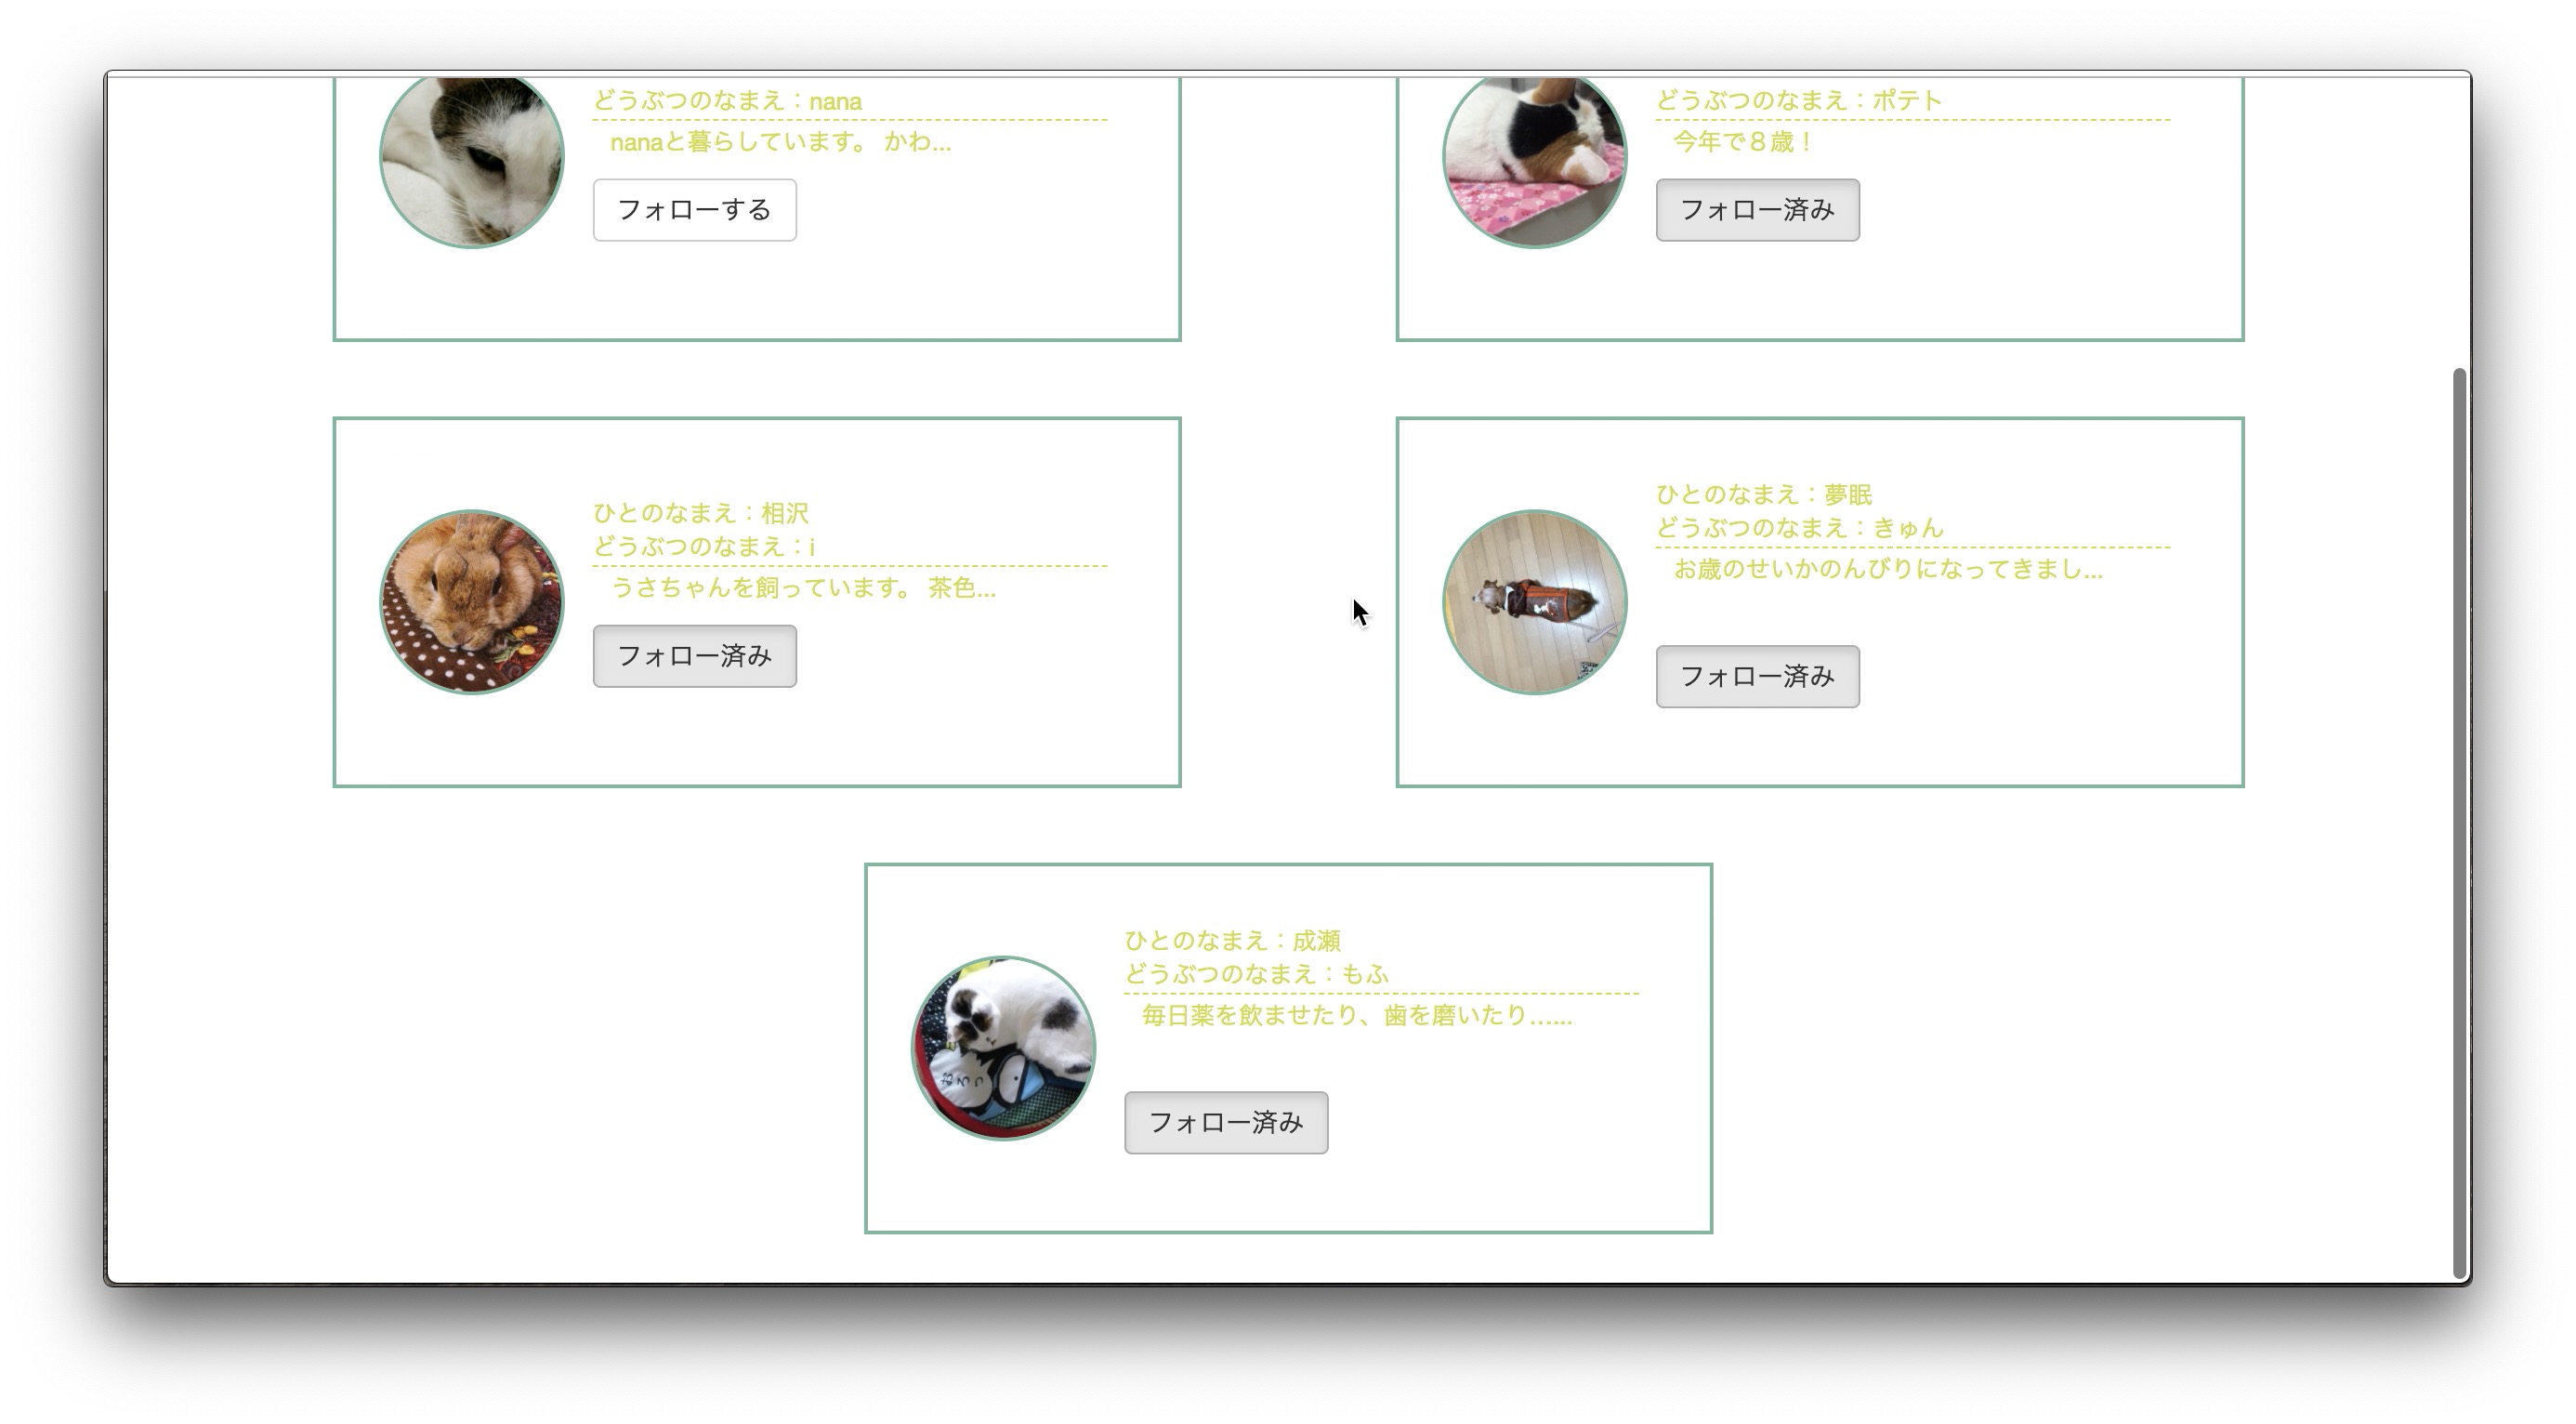 どうぶつのなまえ：nana
nanaと暮らしています。 かわ...
フォローする
どうぶつのなまえ：ポテト
今年で８歳！
フォロー済み
ひとのなまえ：相沢
どうぶつのなまえ：i
うさちゃんを飼っています。 茶色...
フォロー済み
ひとのなまえ：夢眠
どうぶつのなまえ：きゅん
お歳のせいかのんびりになってきまし...
フォロー済み
ひとのなまえ：成瀬
どうぶつのなまえ：もふ
毎日薬を飲ませたり、歯を磨いたり…...
フォロー済み